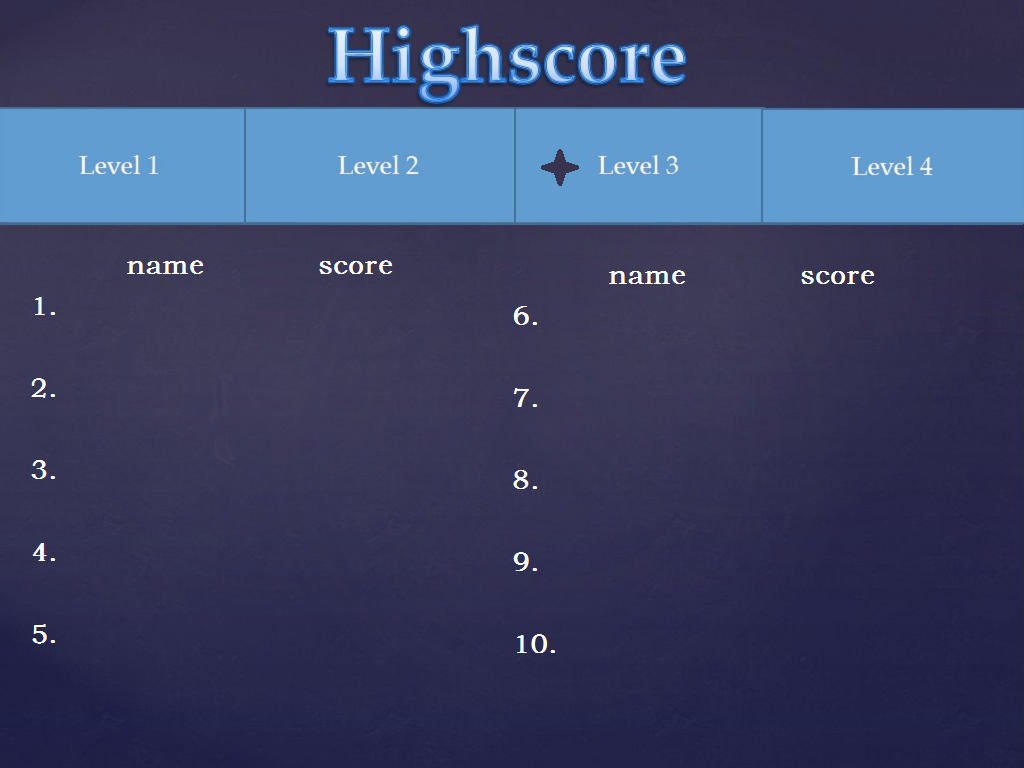 Highscore
Level 1 Level 2 Level 3 Level 4
name score
1.
2.
3.
4.
5.
name score
6.
7.
8.
9.
10.